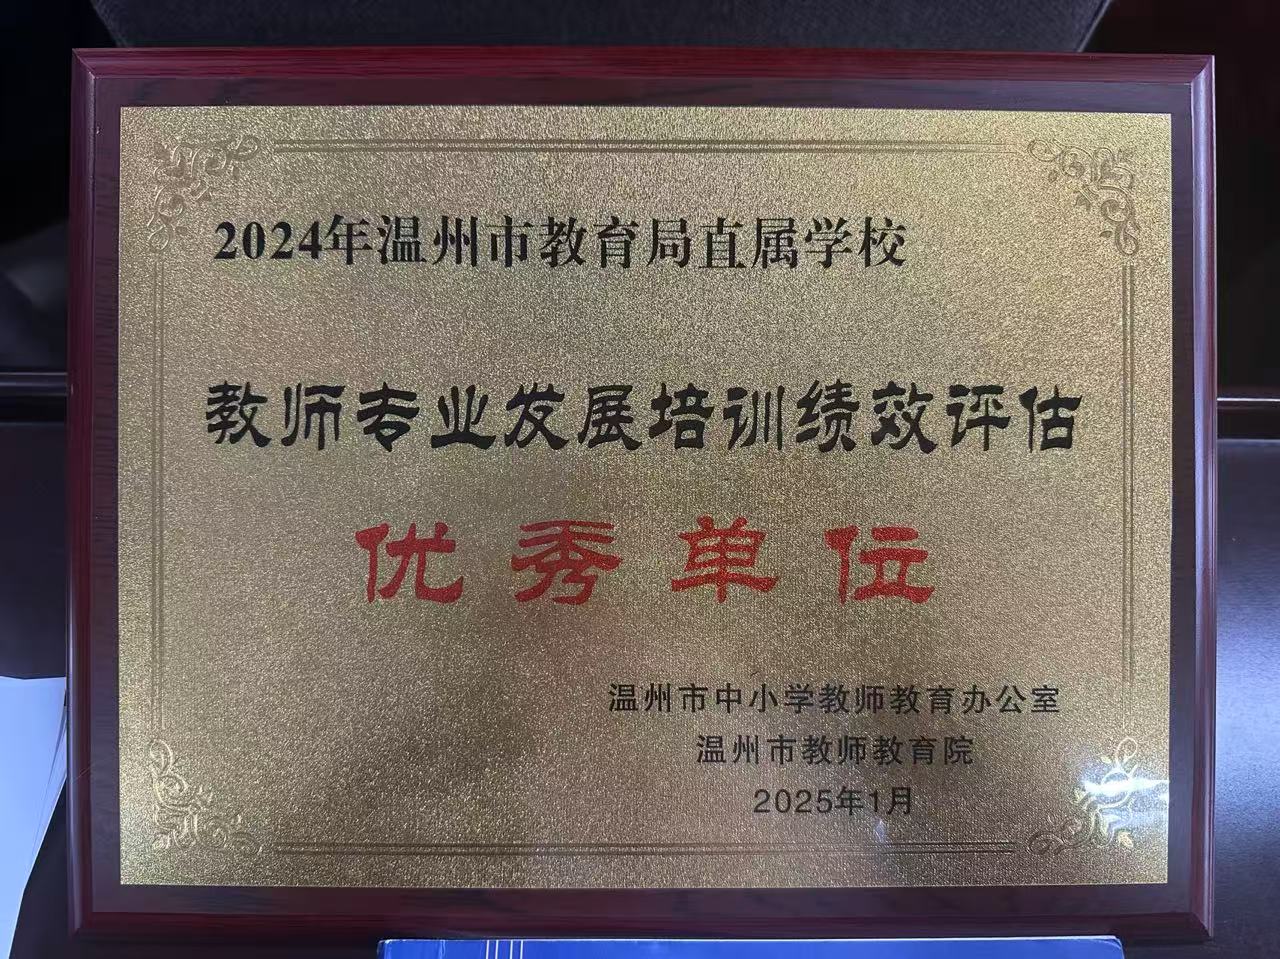 2024年温州市教育局直属学校
教师专业发展培训绩效评估
优秀单位
温州市中小学教师教育办公室
温州市教师教育院
2025年1月